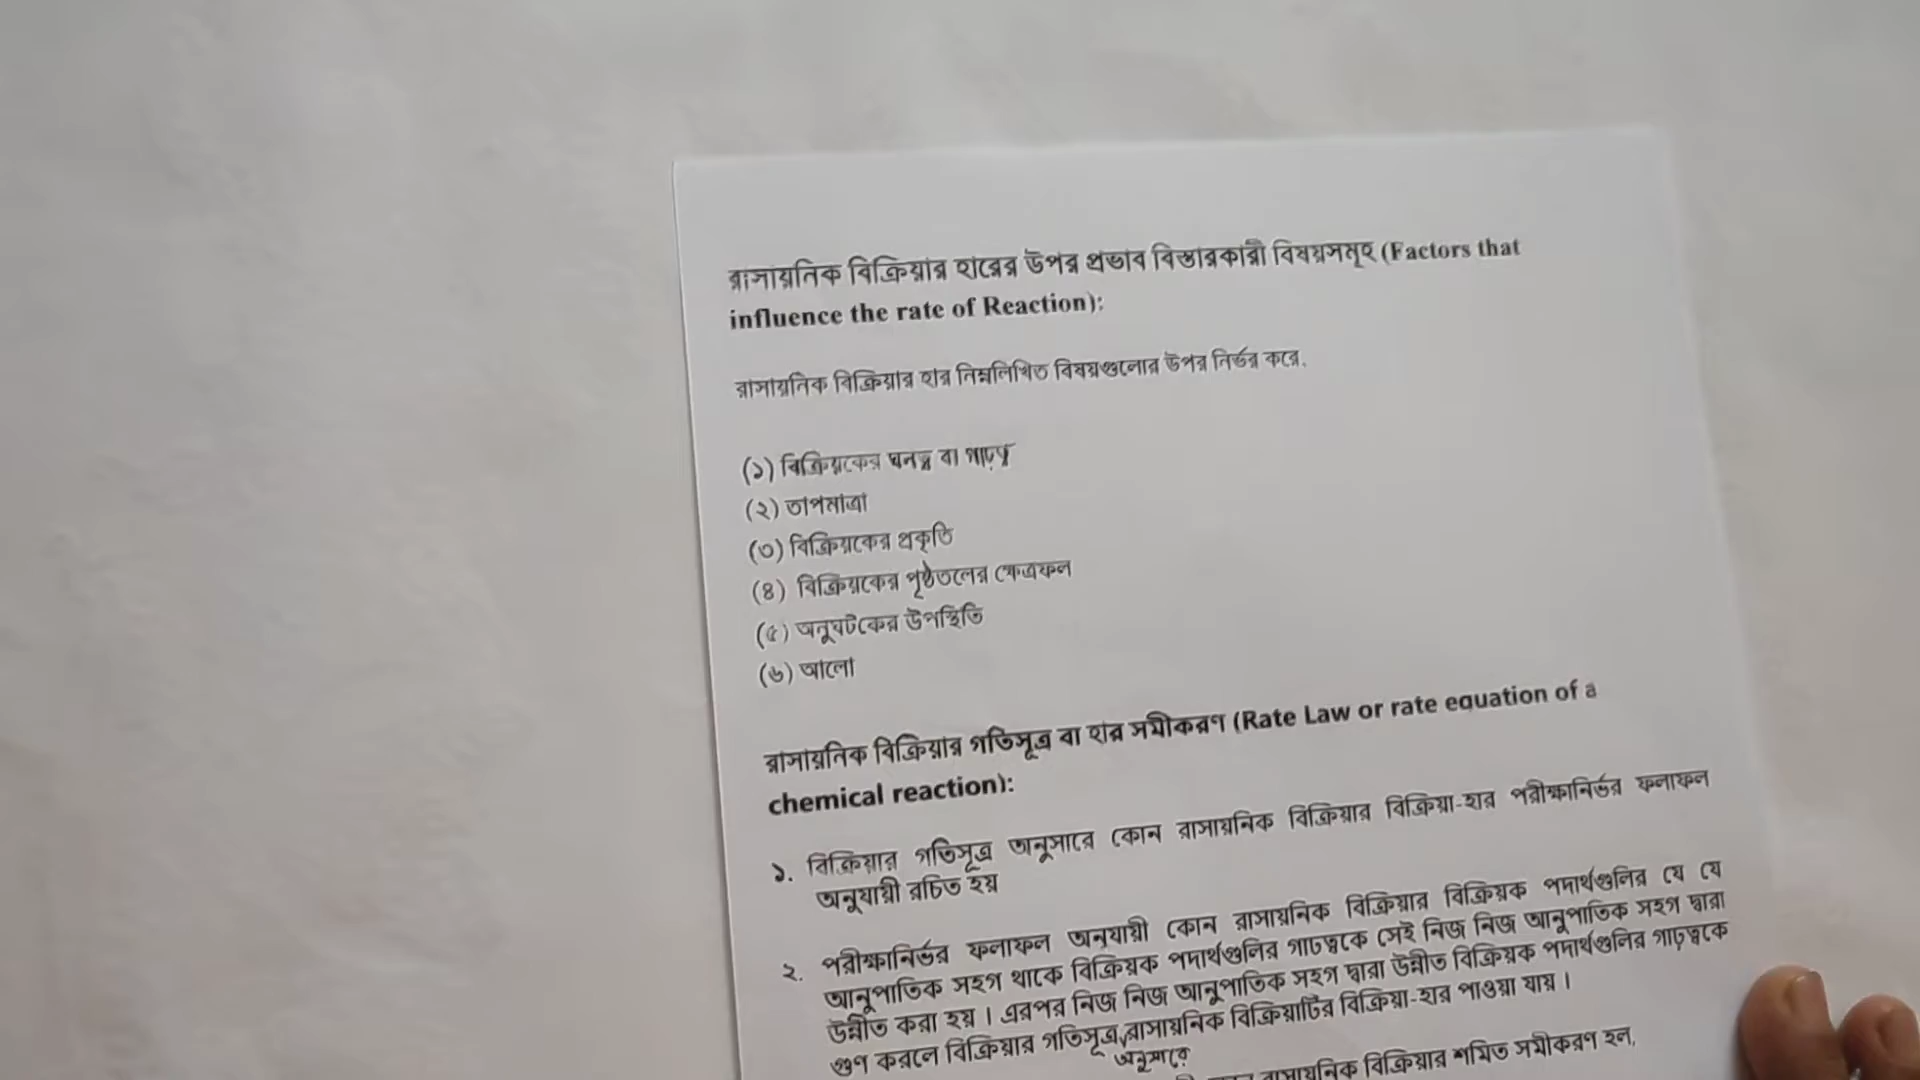 রাসায়নিক বিক্রিয়ার হারের উপর প্রভাব বিস্তারকারী বিষয়সমূহ (Factors that
influence the rate of Reaction):
রাসায়নিক বিক্রিয়ার হার নিম্নলিখিত বিষয়গুলোর উপর নির্ভর করে.
(১) বিক্রিয়কের ঘনত্ব বা গাঢ়ত্ব
(২) তাপমাত্রা
(৩) বিক্রিয়কের প্রকৃতি
(৪) বিক্রিয়কের পৃষ্ঠতলের ক্ষেত্রফল
(৫) অনুঘটকের উপস্থিতি
(৬) আলো
রাসায়নিক বিক্রিয়ার গতিসূত্র বা হার সমীকরণ (Rate Law or rate equation of a
chemical reaction):
১. বিক্রিয়ার গতিসূত্র অনুসারে কোন রাসায়নিক বিক্রিয়ার বিক্রিয়া-হার পরীক্ষানির্ভর ফলাফল
অনুযায়ী রচিত হয়
২. পরীক্ষানির্ভর ফলাফল অনুযায়ী কোন রাসায়নিক বিক্রিয়ার বিক্রিয়ক পদার্থগুলির যে যে
আনুপাতিক সহগ থাকে বিক্রিয়ক পদার্থগুলির গাঢত্বকে সেই নিজ নিজ আনুপাতিক সহগ দ্বারা
উন্নীত করা হয় । এরপর নিজ নিজ আনুপাতিক সহগ দ্বারা উন্নীত বিক্রিয়ক পদার্থগুলির গাঢ়ত্বকে
গুণ করলে বিক্রিয়ার গতিসূত্র রাসায়নিক বিক্রিয়াটির বিক্রিয়া-হার পাওয়া যায় ।
অনুসারে
রাসায়নিক বিক্রিয়ার শমিত সমীকরণ হল,